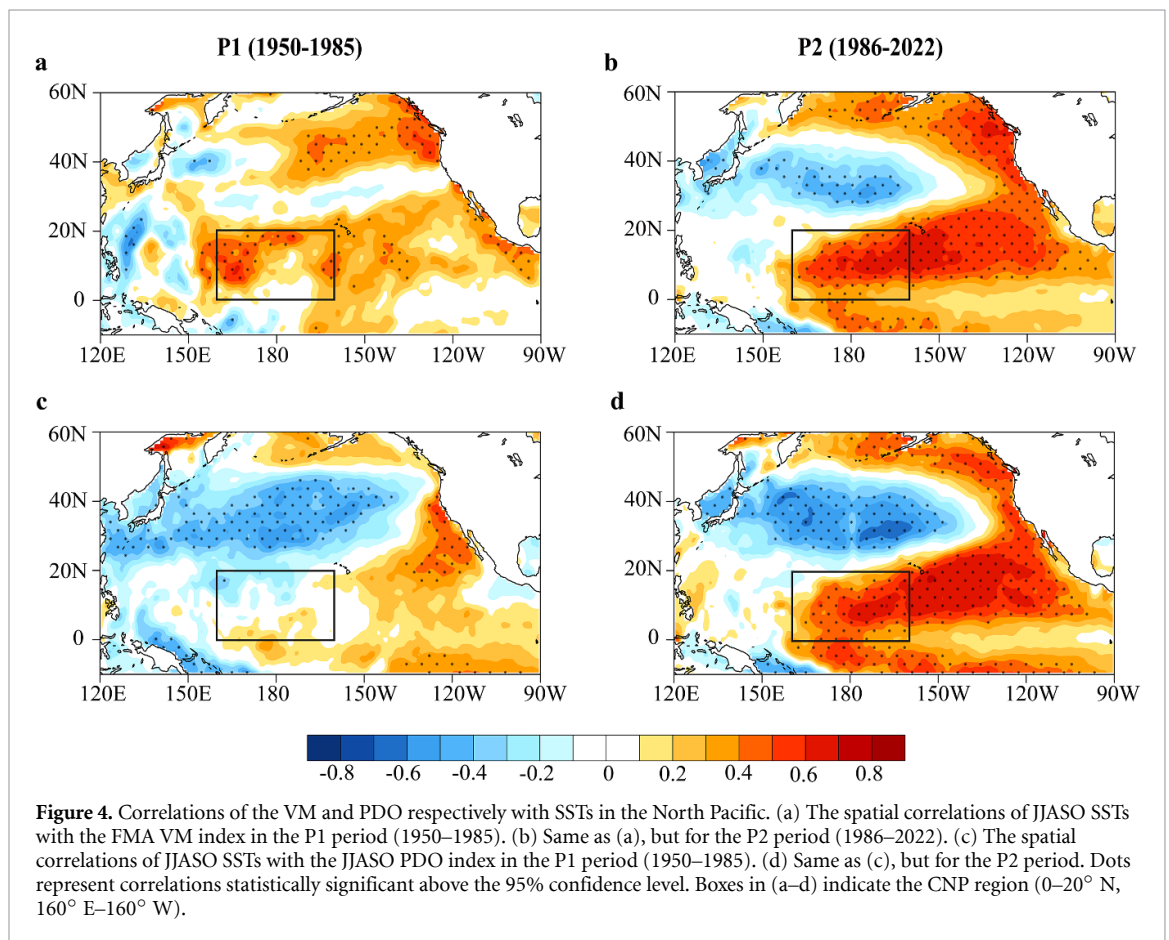 P1 (1950-1985)
P2 (1986-2022)
a
b
60N
40N
20N
0
120E 150E 180 150W 120W 90W
60N
40N
20N
0
120E 150E 180 150W 120W 90W
c
d
60N
40N
20N
0
120E 150E 180 150W 120W 90W
60N
40N
20N
0
120E 150E 180 150W 120W 90W
-0.8 -0.6 -0.4 -0.2 0 0.2 0.4 0.6 0.8
Figure 4. Correlations of the VM and PDO respectively with SSTs in the North Pacific. (a) The spatial correlations of JJASO SSTs
with the FMA VM index in the P1 period (1950–1985). (b) Same as (a), but for the P2 period (1986–2022). (c) The spatial
correlations of JJASO SSTs with the JJASO PDO index in the P1 period (1950–1985). (d) Same as (c), but for the P2 period. Dots
represent correlations statistically significant above the 95% confidence level. Boxes in (a–d) indicate the CNP region (0–20° N,
160° E–160° W).